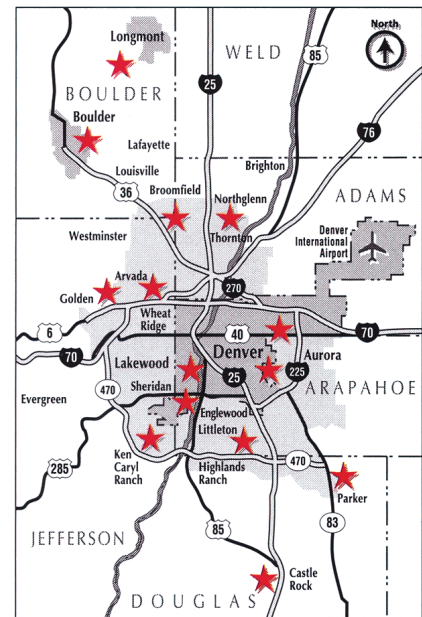 North
Longmont
WELD
85
25
BOULDER
76
Boulder
Lafayette
Louisville
Brighton
36
Broomfield
Northglenn
ADAMS
Thornton
Westminster
Denver
International
Airport
Arvada
270
Golden
6
Wheat
Ridge
40
70
Denver
Aurora
70
Lakewood
25
225
470
Sheridan
ARAPAHOE
Evergreen
Englewood
Littleton
Ken
Caryl
Ranch
470
285
Highlands
Ranch
Parker
85
83
JEFFERSON
Castle
Rock
DOUGLAS